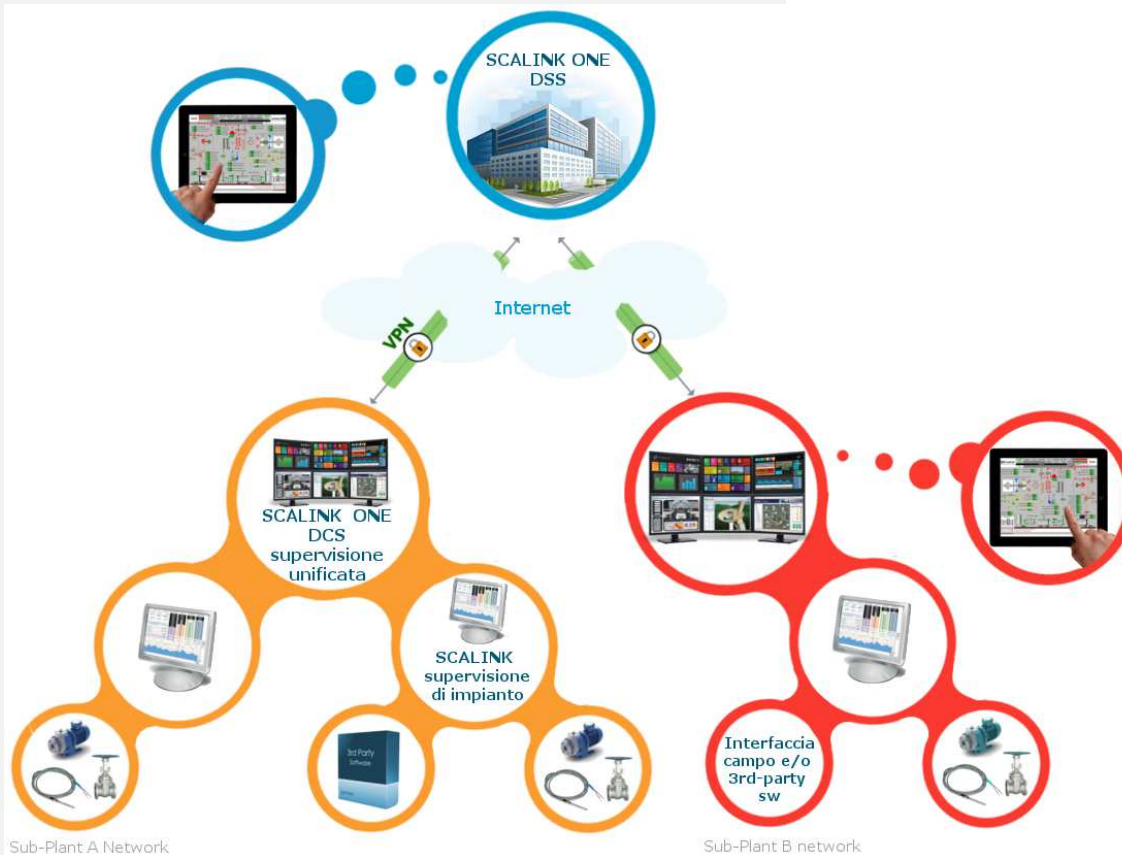 SCALINK ONE
DSS
Internet
VPN
SCALINK ONE
DCS
supervisione
unificata
SCALINK
supervisione
di impianto
3rd Party
Software
Interfaccia
campo e/o
3rd-party
sw
Sub-Plant A Network
Sub-Plant B network